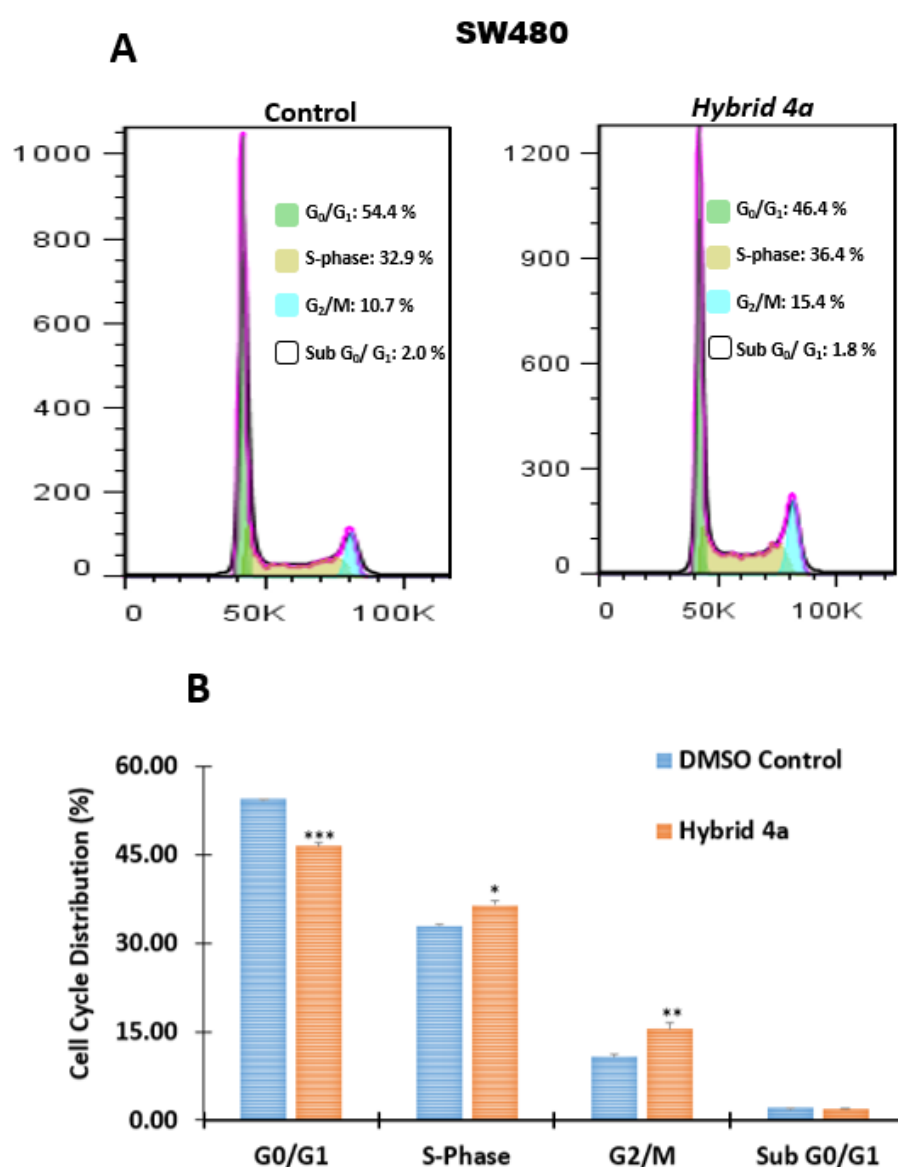 SW480
A
Control
1000
800
600
400
200
0
0 50K 100K
G₀/G₁: 54.4 %
S-phase: 32.9 %
G₂/M: 10.7 %
Sub G₀/ G₁: 2.0 %
Hybrid 4a
1200
900
600
300
0
0 50K 100K
G₀/G₁: 46.4 %
S-phase: 36.4 %
G₂/M: 15.4 %
Sub G₀/ G₁: 1.8 %
B
Cell Cycle Distribution (%)
60.00
45.00
30.00
15.00
0.00
DMSO Control
Hybrid 4a
***
*
**
G0/G1 S-Phase G2/M Sub G0/G1